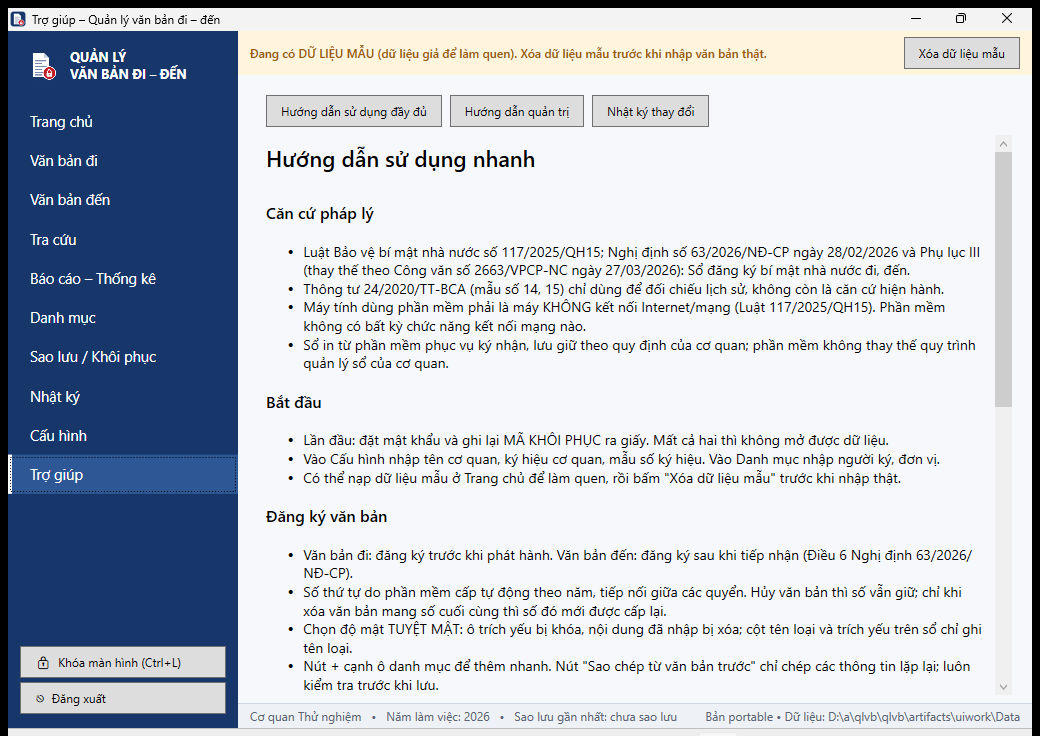 Trợ giúp – Quản lý văn bản đi – đến
QUẢN LÝ
VĂN BẢN ĐI – ĐẾN
Trang chủ
Văn bản đi
Văn bản đến
Tra cứu
Báo cáo – Thống kê
Danh mục
Sao lưu / Khôi phục
Nhật ký
Cấu hình
Trợ giúp
Khóa màn hình (Ctrl+L)
Đăng xuất
Đang có DỮ LIỆU MẪU (dữ liệu giả để làm quen). Xóa dữ liệu mẫu trước khi nhập văn bản thật.
Xóa dữ liệu mẫu
Hướng dẫn sử dụng đầy đủ
Hướng dẫn quản trị
Nhật ký thay đổi
Hướng dẫn sử dụng nhanh
Căn cứ pháp lý
• Luật Bảo vệ bí mật nhà nước số 117/2025/QH15; Nghị định số 63/2026/NĐ-CP ngày 28/02/2026 và Phụ lục III
(thay thế theo Công văn số 2663/VPCP-NC ngày 27/03/2026): Sổ đăng ký bí mật nhà nước đi, đến.
• Thông tư 24/2020/TT-BCA (mẫu số 14, 15) chỉ dùng để đối chiếu lịch sử, không còn là căn cứ hiện hành.
• Máy tính dùng phần mềm phải là máy KHÔNG kết nối Internet/mạng (Luật 117/2025/QH15). Phần mềm
không có bất kỳ chức năng kết nối mạng nào.
• Sổ in từ phần mềm phục vụ ký nhận, lưu giữ theo quy định của cơ quan; phần mềm không thay thế quy trình
quản lý sổ của cơ quan.
Bắt đầu
• Lần đầu: đặt mật khẩu và ghi lại MÃ KHÔI PHỤC ra giấy. Mất cả hai thì không mở được dữ liệu.
• Vào Cấu hình nhập tên cơ quan, ký hiệu cơ quan, mẫu số ký hiệu. Vào Danh mục nhập người ký, đơn vị.
• Có thể nạp dữ liệu mẫu ở Trang chủ để làm quen, rồi bấm "Xóa dữ liệu mẫu" trước khi nhập thật.
Đăng ký văn bản
• Văn bản đi: đăng ký trước khi phát hành. Văn bản đến: đăng ký sau khi tiếp nhận (Điều 6 Nghị định 63/2026/
NĐ-CP).
• Số thứ tự do phần mềm cấp tự động theo năm, tiếp nối giữa các quyển. Hủy văn bản thì số vẫn giữ; chỉ khi
xóa văn bản mang số cuối cùng thì số đó mới được cấp lại.
• Chọn độ mật TUYỆT MẬT: ô trích yếu bị khóa, nội dung đã nhập bị xóa; cột tên loại và trích yếu trên sổ chỉ ghi
tên loại.
• Nút + cạnh ô danh mục để thêm nhanh. Nút "Sao chép từ văn bản trước" chỉ chép các thông tin lặp lại; luôn
kiểm tra trước khi lưu.
Cơ quan Thử nghiệm • Năm làm việc: 2026 • Sao lưu gần nhất: chưa sao lưu
Bản portable • Dữ liệu: D:\a\qlvb\qlvb\artifacts\uiwork\Data